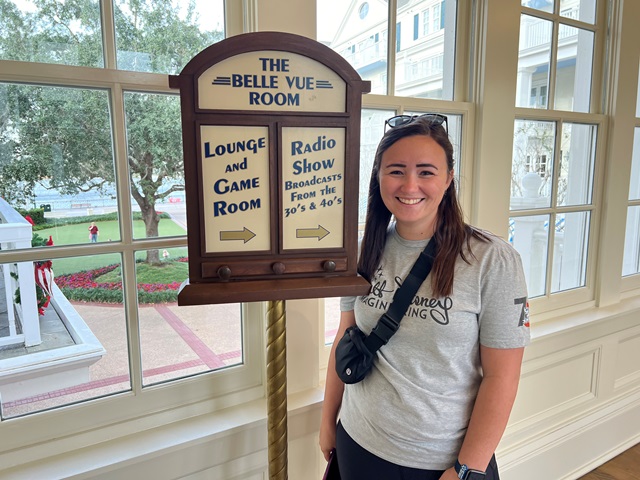 THE
BELLE VUE
ROOM
LOUNGE
AND
GAME
ROOM
RADIO
SHOW
BROADCASTS
FROM THE
30's & 40's